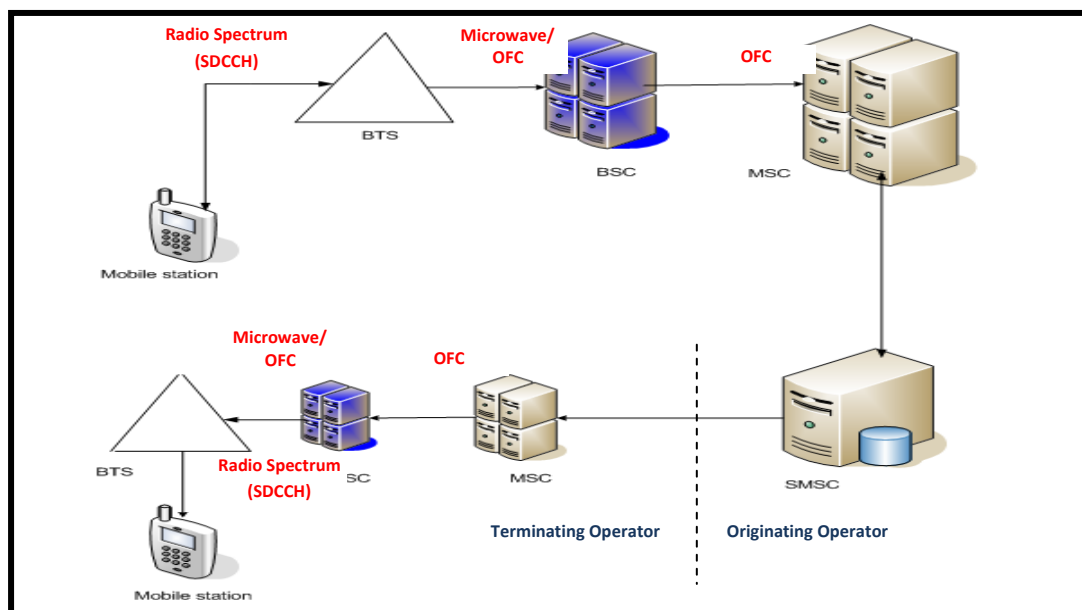 Radio Spectrum
(SDCCH)
Microwave/
OFC
OFC
BTS
BSC
MSC
Mobile station
Microwave/
OFC
OFC
BTS
Radio Spectrum
(SDCCH)
SC
MSC
SMSC
Terminating Operator
Originating Operator
Mobile station